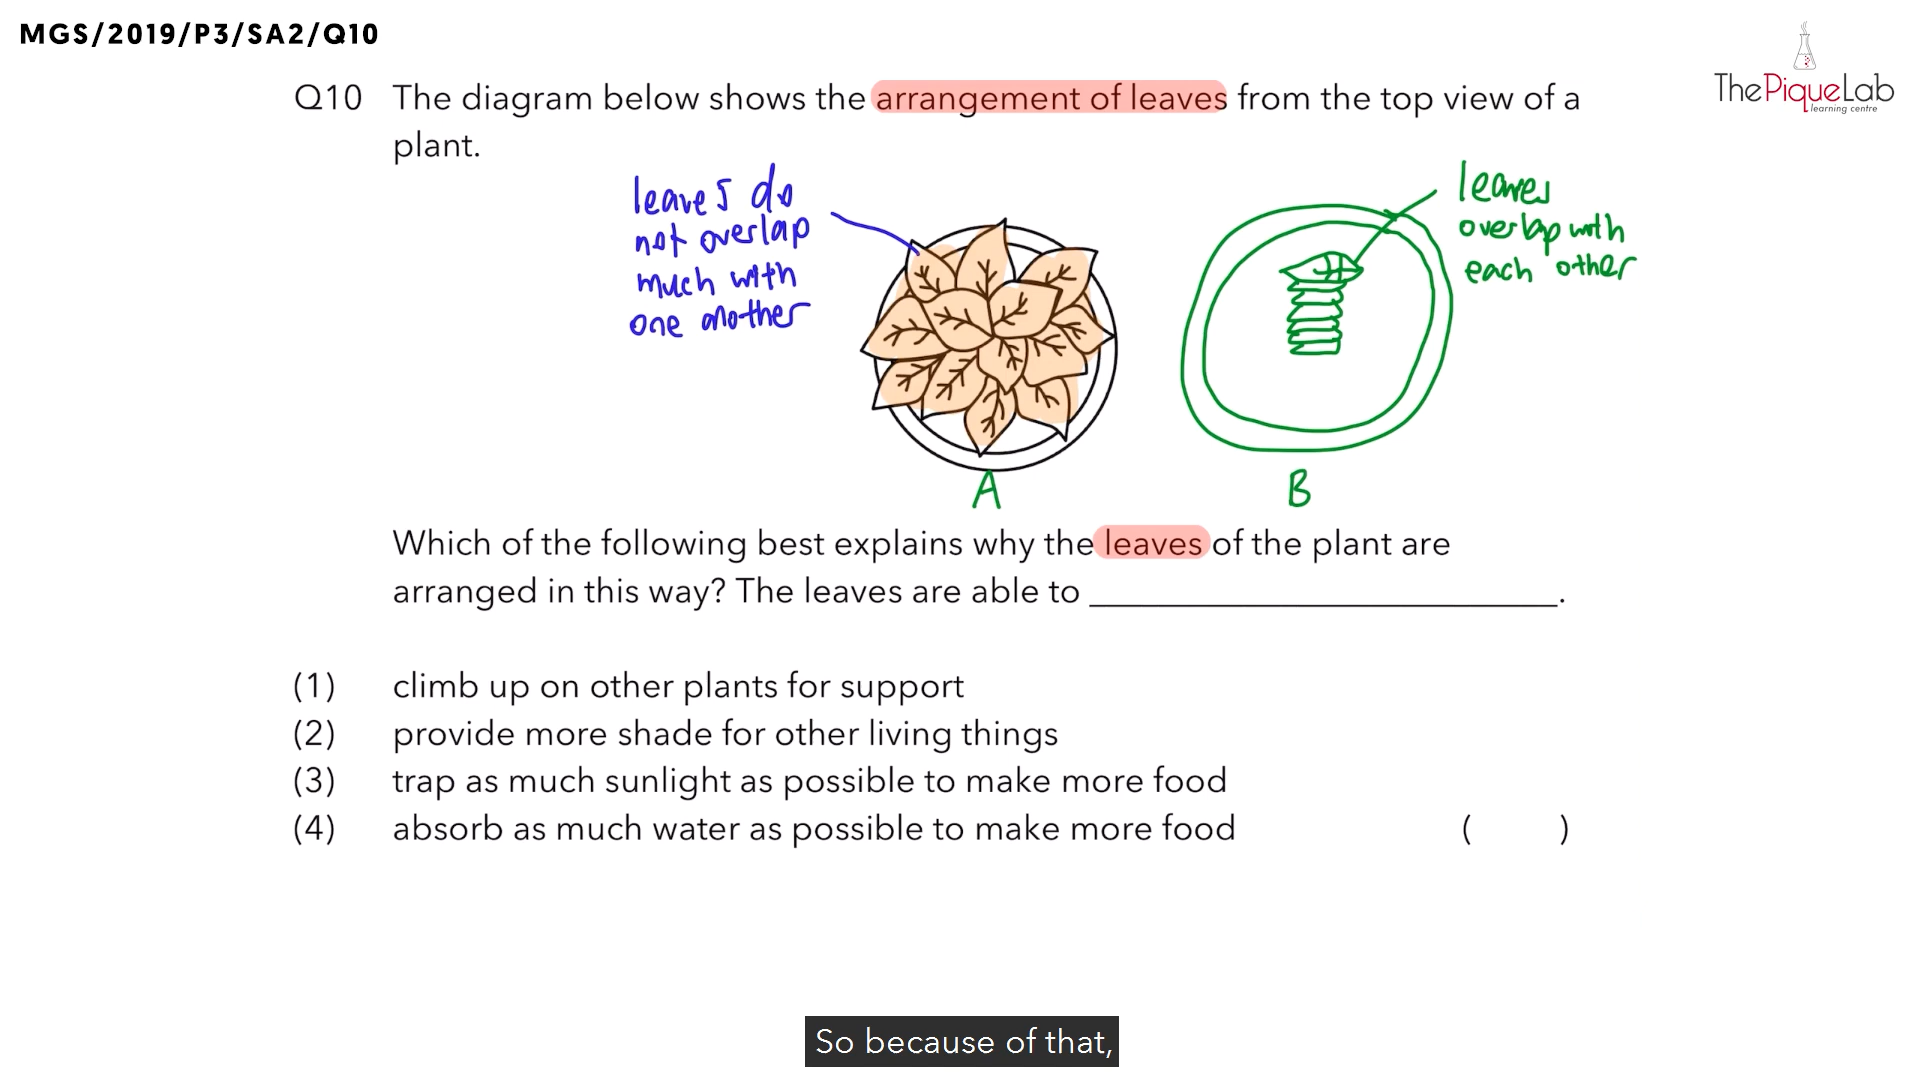 MGS/2019/P3/SA2/Q10
ThePiqueLab
learning centre
Q10 The diagram below shows the arrangement of leaves from the top view of a
plant.
leaves do
not overlap
much with
one another
leaves
overlap with
each other
A
B
Which of the following best explains why the leaves of the plant are
arranged in this way? The leaves are able to ______________________________.
(1) climb up on other plants for support
(2) provide more shade for other living things
(3) trap as much sunlight as possible to make more food
(4) absorb as much water as possible to make more food ( )
So because of that,